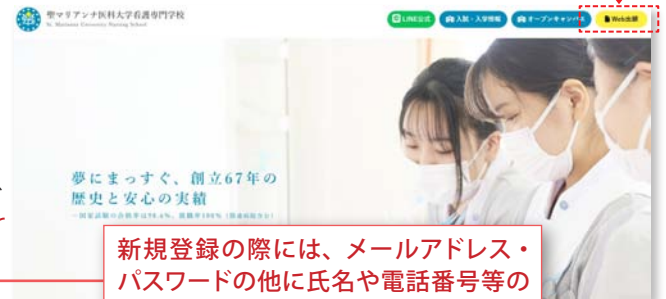 聖マリアンナ医科大学看護専門学校
St. Marianna University Nursing School
LINE公式
入試・入学情報
オープンキャンパス
Web出願
夢にまっすぐ、創立67年の
歴史と安心の実績
新規登録の際には、メールアドレス・
パスワードの他に氏名や電話番号等の